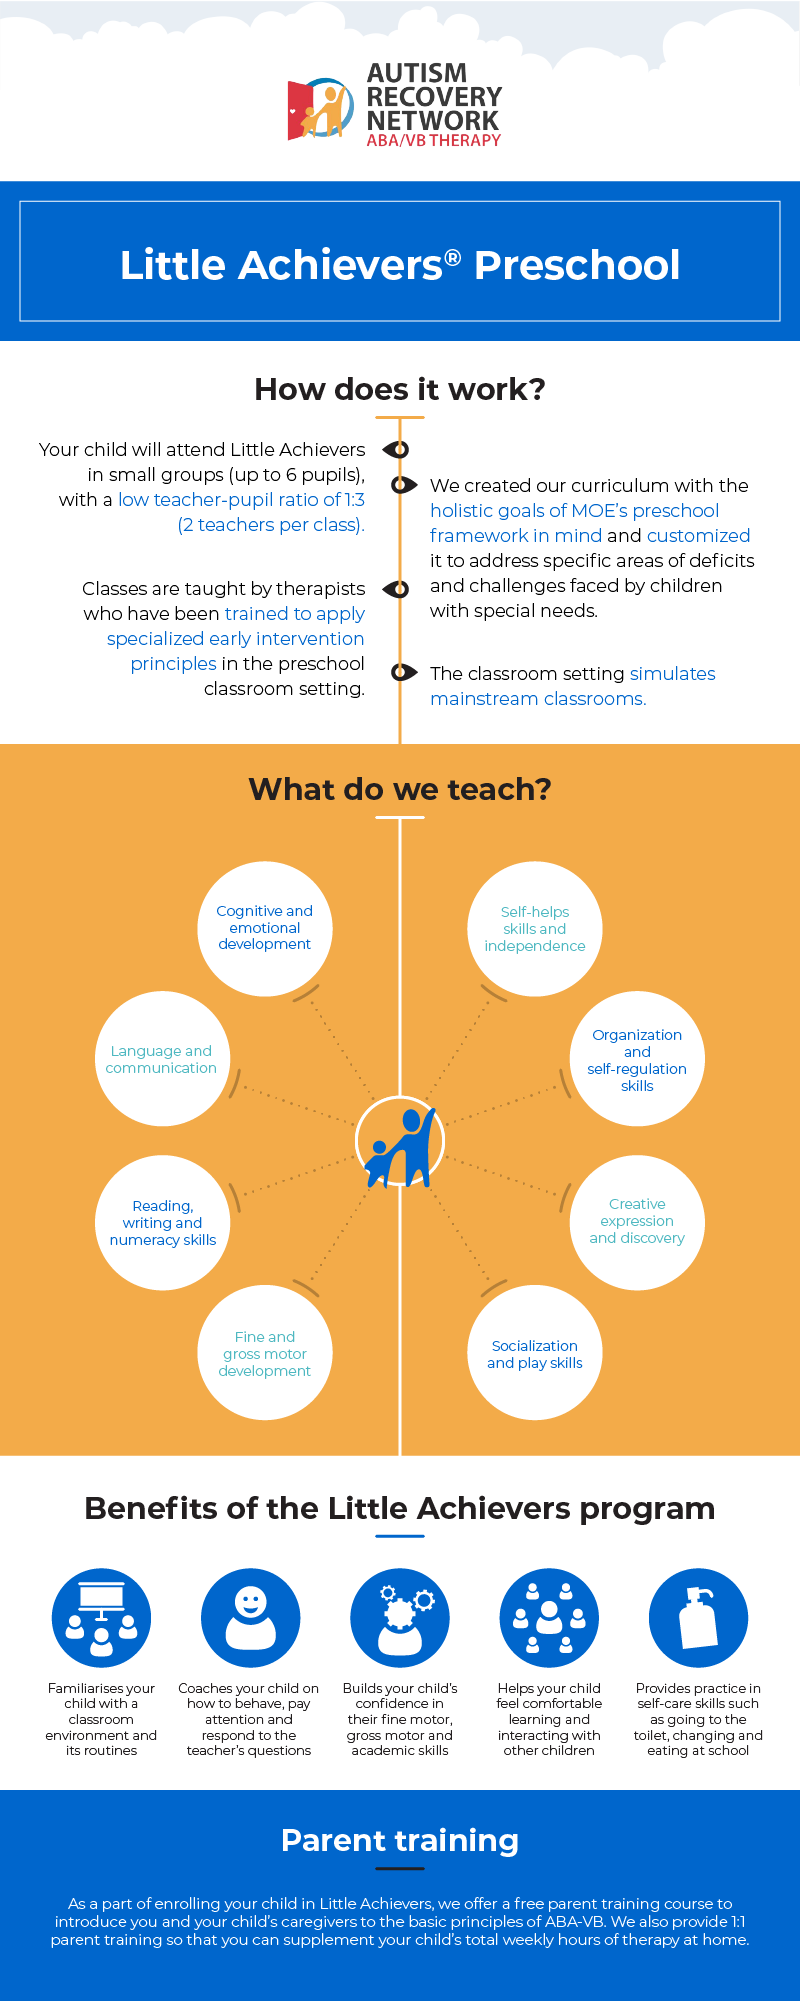 AUTISM
RECOVERY
NETWORK
ABA/VB THERAPY
Little Achievers® Preschool
How does it work?
Your child will attend Little Achievers
in small groups (up to 6 pupils),
with a low teacher-pupil ratio of 1:3
(2 teachers per class).
We created our curriculum with the
holistic goals of MOE’s preschool
framework in mind and customized
it to address specific areas of deficits
and challenges faced by children
with special needs.
Classes are taught by therapists
who have been trained to apply
specialized early intervention
principles in the preschool
classroom setting.
The classroom setting simulates
mainstream classrooms.
What do we teach?
Cognitive and
emotional
development
Self-helps
skills and
independence
Language and
communication
Organization
and
self-regulation
skills
Reading,
writing and
numeracy skills
Creative
expression
and discovery
Fine and
gross motor
development
Socialization
and play skills
Benefits of the Little Achievers program
Familiarises your
child with a
classroom
environment and
its routines
Coaches your child on
how to behave, pay
attention and
respond to the
teacher’s questions
Builds your child’s
confidence in
their fine motor,
gross motor and
academic skills
Helps your child
feel comfortable
learning and
interacting with
other children
Provides practice in
self-care skills such
as going to the
toilet, changing and
eating at school
Parent training
As a part of enrolling your child in Little Achievers, we offer a free parent training course to
introduce you and your child’s caregivers to the basic principles of ABA-VB. We also provide 1:1
parent training so that you can supplement your child’s total weekly hours of therapy at home.